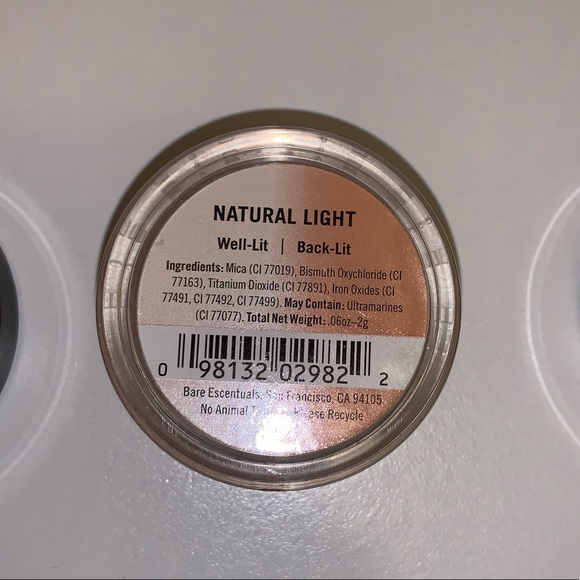 NATURAL LIGHT
Well-Lit | Back-Lit
Ingredients: Mica (CI 77019), Bismuth Oxychloride (CI
77163), Titanium Dioxide (CI 77891), Iron Oxides (CI
77491, CI 77492, CI 77499). May Contain: Ultramarines
(CI 77077). Total Net Weight: .06oz-2g
0 98132 02982 2
Bare Escentuals, San Francisco, CA 94105
No Animal Recycle